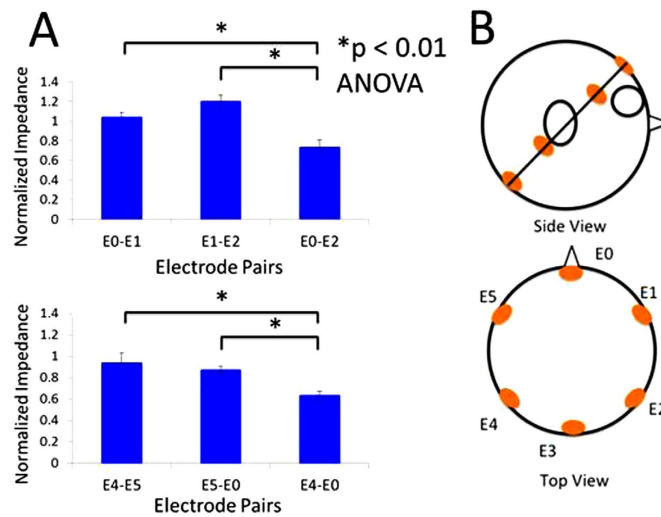 A
*
*p < 0.01
*
ANOVA
Normalized Impedance
1.4
1.2
1
0.8
0.6
0.4
0.2
0
E0-E1 E1-E2 E0-E2
Electrode Pairs
*
*
Normalized Impedance
1.4
1.2
1
0.8
0.6
0.4
0.2
0
E4-E5 E5-E0 E4-E0
Electrode Pairs
B
Side View
E0
E5
E1
E4
E2
E3
Top View